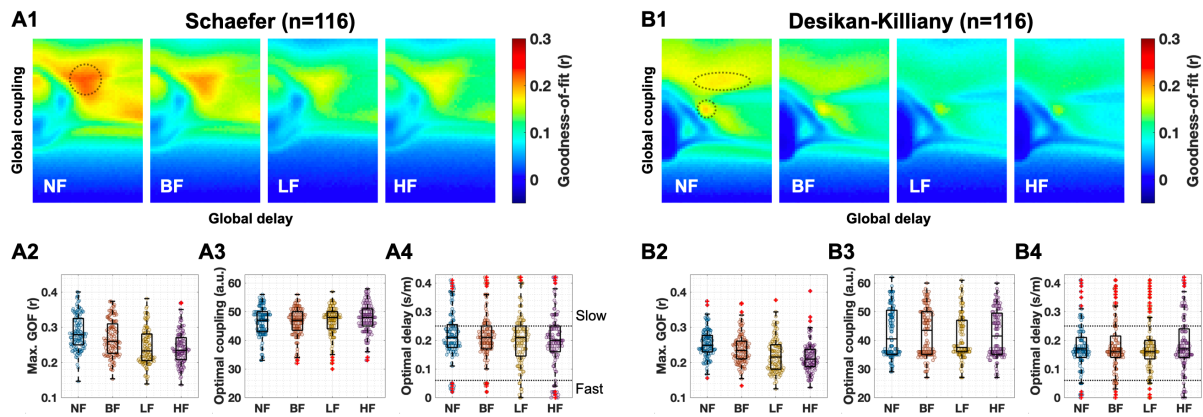 A1 Schaefer (n=116)
Global coupling
NF BF LF HF
Global delay
0.3
0.2
0.1
0
Goodness-of-fit (r)
B1 Desikan-Killiany (n=116)
Global coupling
NF BF LF HF
Global delay
0.3
0.2
0.1
0
Goodness-of-fit (r)
A2
Max. GOF (r)
0.4
0.3
0.2
0.1
NF BF LF HF
A3
Optimal coupling (a.u.)
60
50
40
30
20
NF BF LF HF
A4
Optimal delay (s/m)
0.4
0.3
0.2
0.1
0
NF BF LF HF
Slow
Fast
B2
Max. GOF (r)
0.4
0.3
0.2
0.1
NF BF LF HF
B3
Optimal coupling (a.u.)
60
50
40
30
20
NF BF LF HF
B4
Optimal delay (s/m)
0.4
0.3
0.2
0.1
0
NF BF LF HF